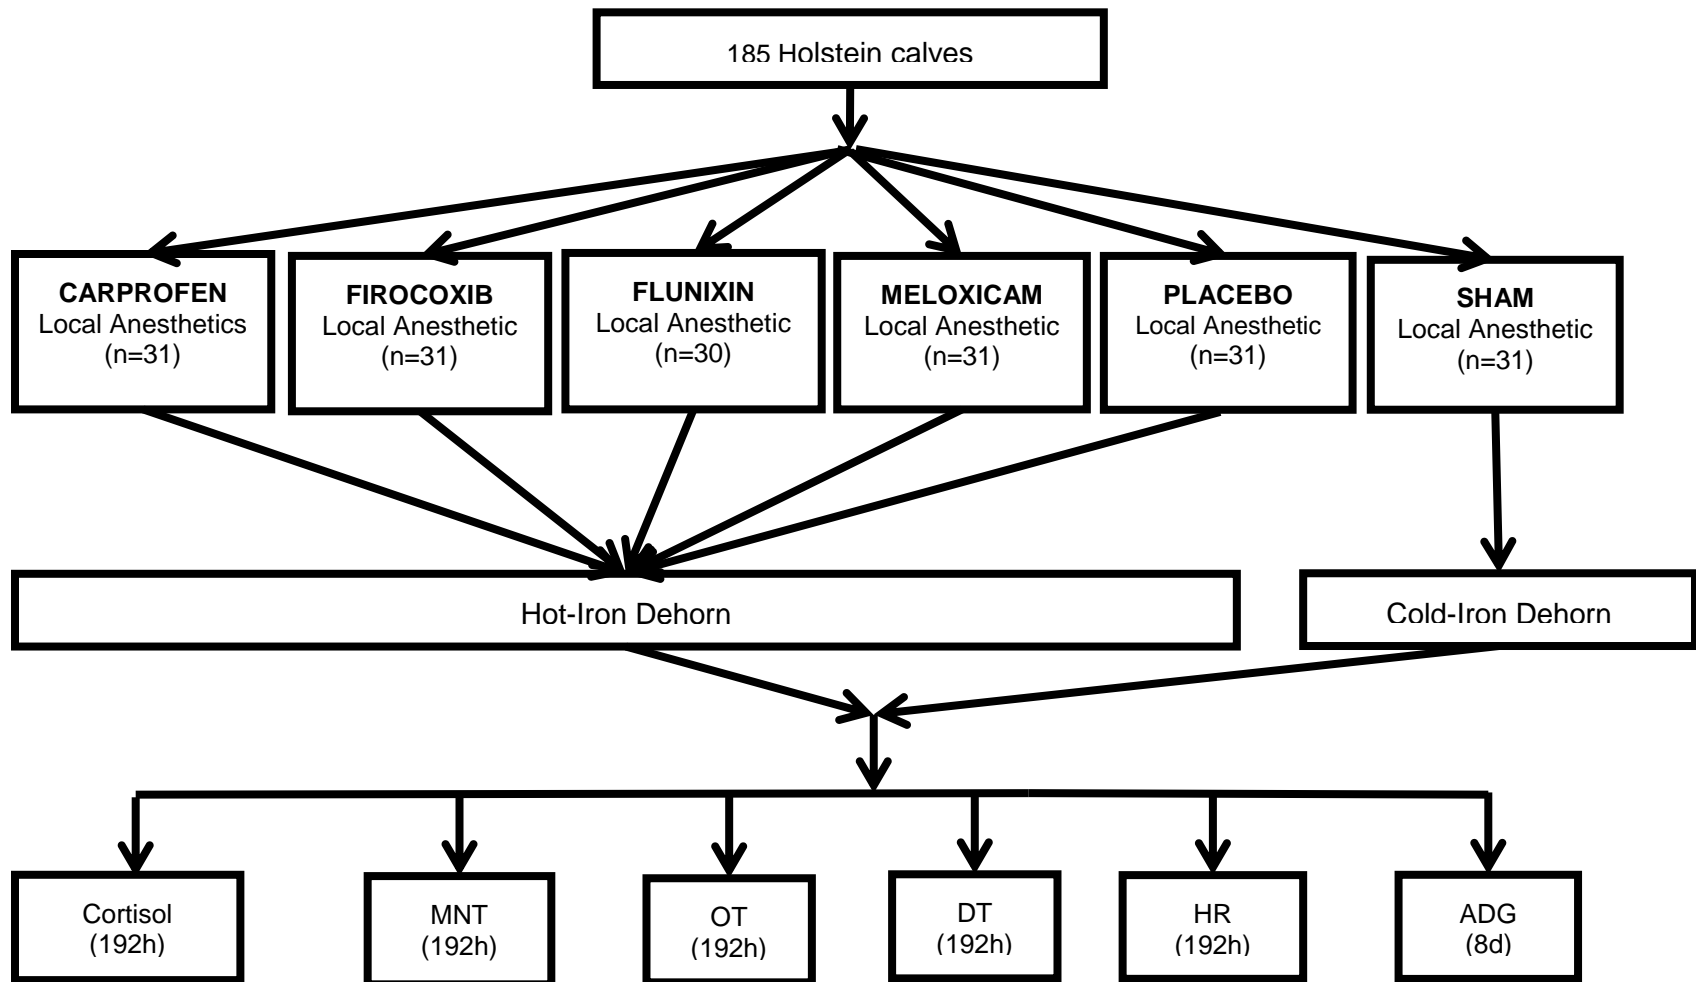 185 Holstein calves
CARPROFEN
Local Anesthetics
(n=31)
FIROCOXIB
Local Anesthetic
(n=31)
FLUNIXIN
Local Anesthetic
(n=30)
MELOXICAM
Local Anesthetic
(n=31)
PLACEBO
Local Anesthetic
(n=31)
SHAM
Local Anesthetic
(n=31)
Hot-Iron Dehorn
Cold-Iron Dehorn
Cortisol
(192h)
MNT
(192h)
OT
(192h)
DT
(192h)
HR
(192h)
ADG
(8d)